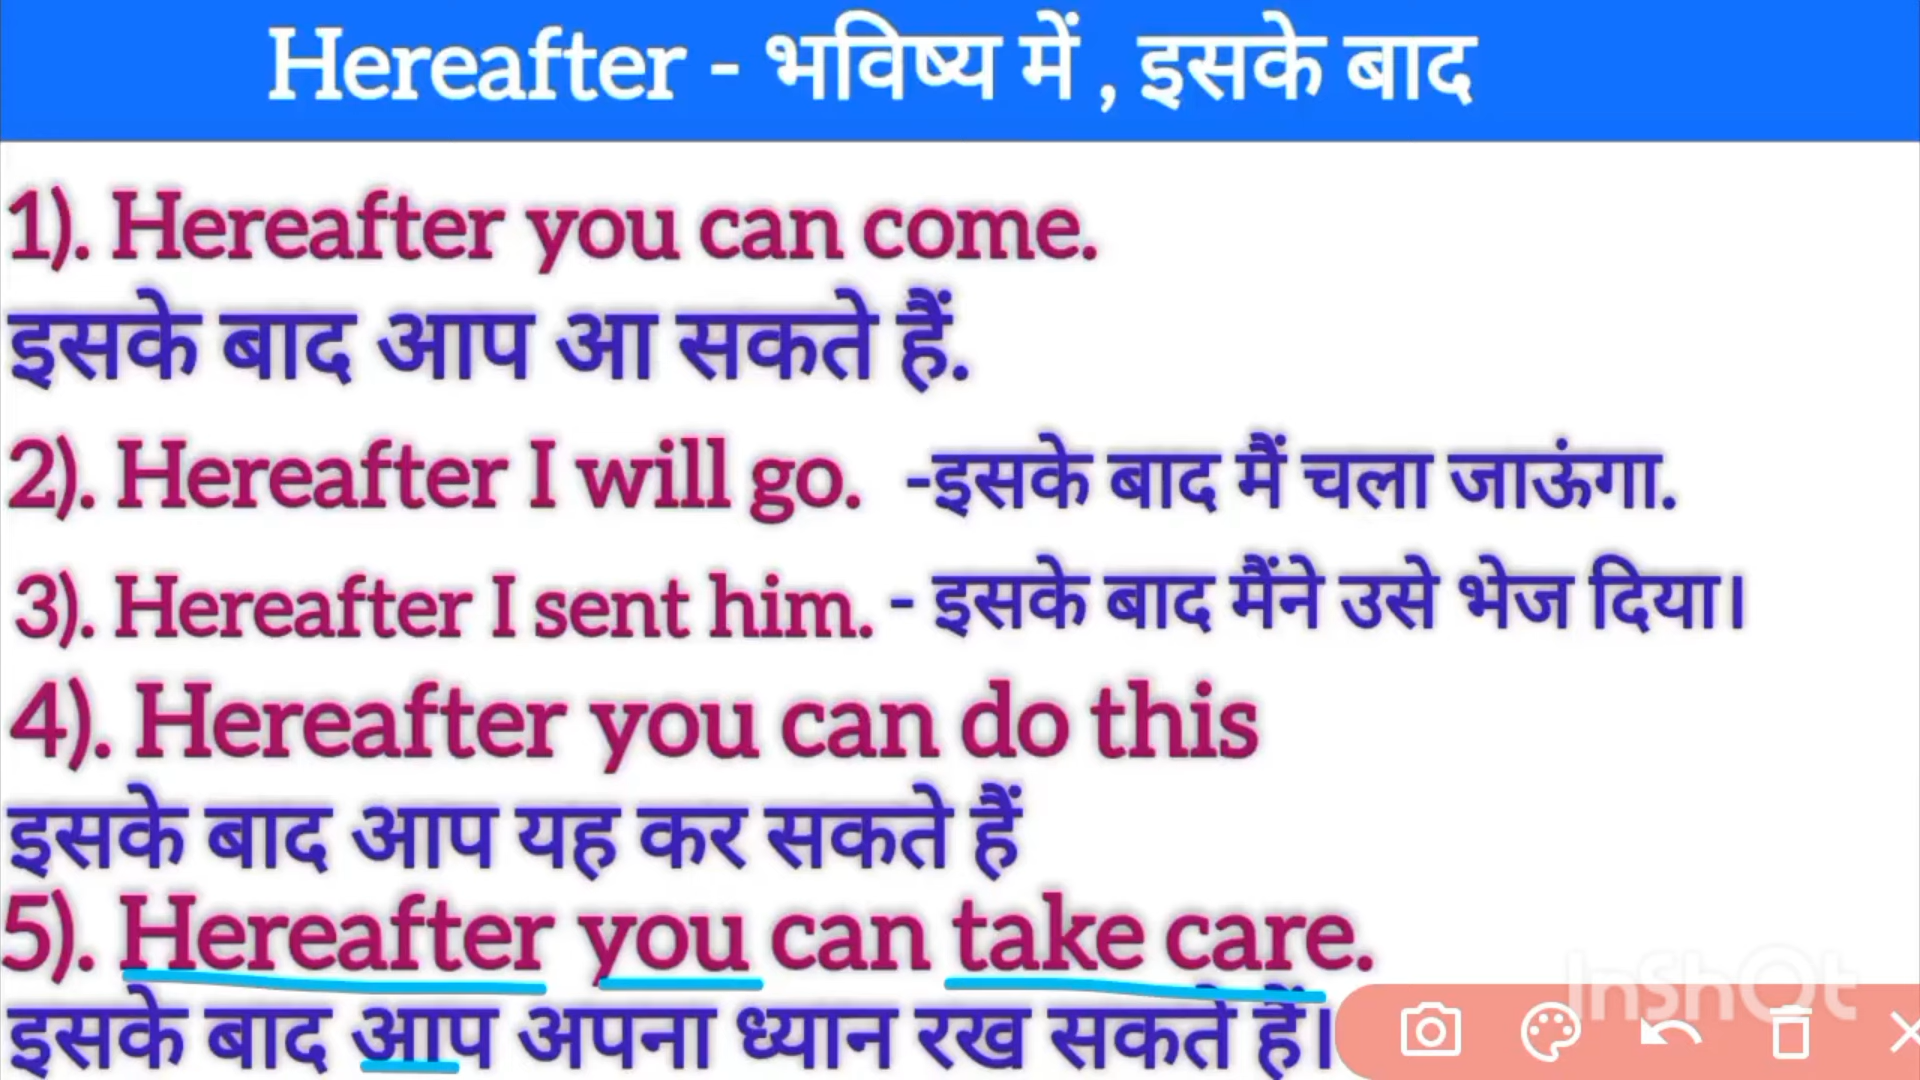 Hereafter - भविष्य में , इसके बाद
1). Hereafter you can come.
इसके बाद आप आ सकते हैं.
2). Hereafter I will go. -इसके बाद मैं चला जाऊंगा.
3). Hereafter I sent him. - इसके बाद मैंने उसे भेज दिया।
4). Hereafter you can do this
इसके बाद आप यह कर सकते हैं
5). Hereafter you can take care.
इसके बाद आप अपना ध्यान रख सकते हैं।
InShOt